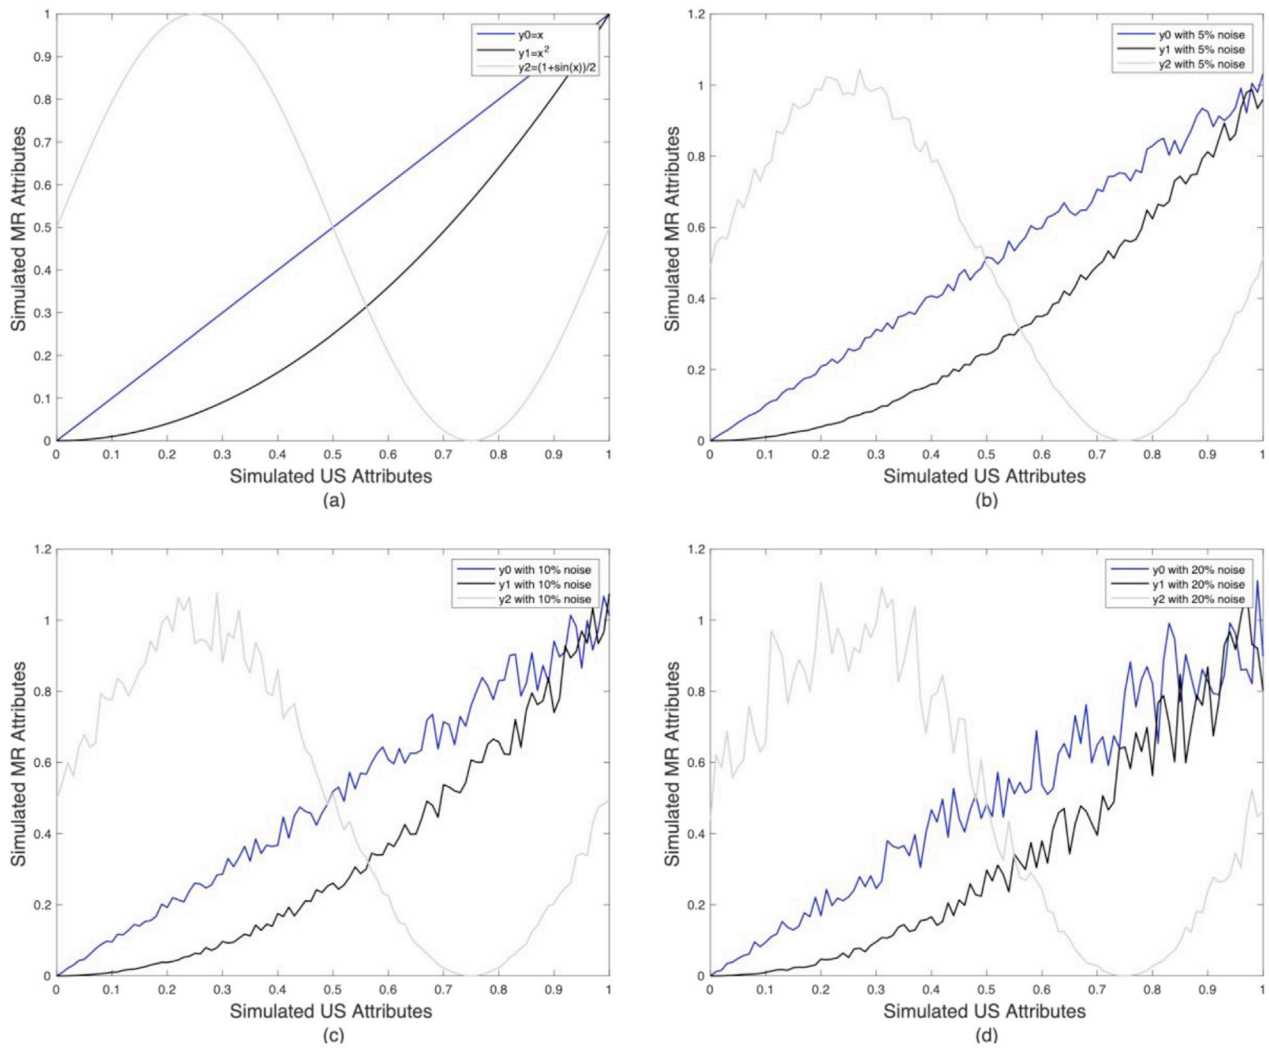 1
0.9
0.8
0.7
0.6
0.5
0.4
0.3
0.2
0.1
0
Simulated MR Attributes
y0=x
y1=x²
y2=(1+sin(x))/2
0 0.1 0.2 0.3 0.4 0.5 0.6 0.7 0.8 0.9 1
Simulated US Attributes
(a)
1.2
1
0.8
0.6
0.4
0.2
0
Simulated MR Attributes
y0 with 5% noise
y1 with 5% noise
y2 with 5% noise
0 0.1 0.2 0.3 0.4 0.5 0.6 0.7 0.8 0.9 1
Simulated US Attributes
(b)
1.2
1
0.8
0.6
0.4
0.2
0
Simulated MR Attributes
y0 with 10% noise
y1 with 10% noise
y2 with 10% noise
0 0.1 0.2 0.3 0.4 0.5 0.6 0.7 0.8 0.9 1
Simulated US Attributes
(c)
1.2
1
0.8
0.6
0.4
0.2
0
Simulated MR Attributes
y0 with 20% noise
y1 with 20% noise
y2 with 20% noise
0 0.1 0.2 0.3 0.4 0.5 0.6 0.7 0.8 0.9 1
Simulated US Attributes
(d)